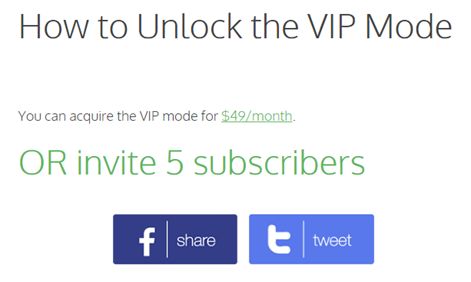 How to Unlock the VIP Mode
You can acquire the VIP mode for $49/month.
OR invite 5 subscribers
f share
t tweet